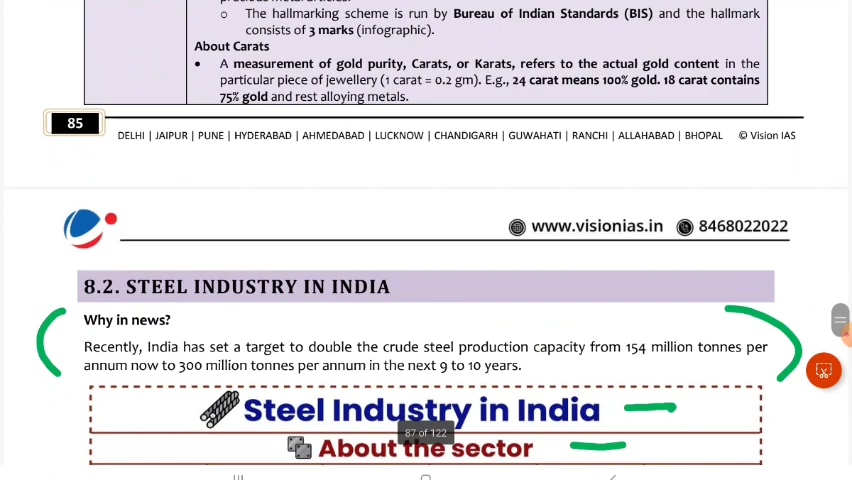 o The hallmarking scheme is run by Bureau of Indian Standards (BIS) and the hallmark
consists of 3 marks (infographic).
About Carats
• A measurement of gold purity, Carats, or Karats, refers to the actual gold content in the
particular piece of jewellery (1 carat = 0.2 gm). E.g., 24 carat means 100% gold. 18 carat contains
75% gold and rest alloying metals.
85
DELHI | JAIPUR | PUNE | HYDERABAD | AHMEDABAD | LUCKNOW | CHANDIGARH | GUWAHATI | RANCHI | ALLAHABAD | BHOPAL © Vision IAS
www.visionias.in 8468022022
8.2. STEEL INDUSTRY IN INDIA
Why in news?
Recently, India has set a target to double the crude steel production capacity from 154 million tonnes per
annum now to 300 million tonnes per annum in the next 9 to 10 years.
Steel Industry in India
87 of 122
About the sector